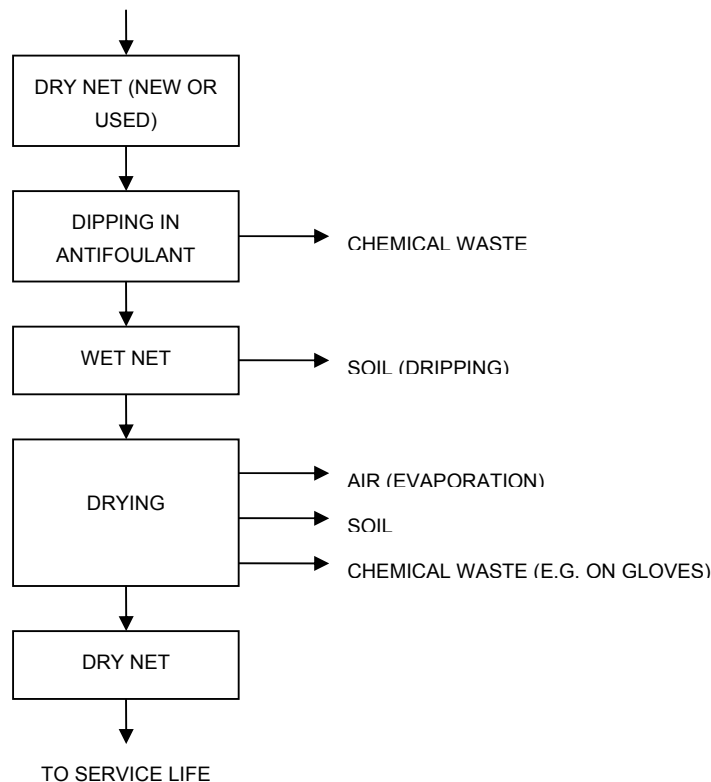 DRY NET (NEW OR
USED)
DIPPING IN
ANTIFOULANT
CHEMICAL WASTE
WET NET
SOIL (DRIPPING)
DRYING
AIR (EVAPORATION)
SOIL
CHEMICAL WASTE (E.G. ON GLOVES)
DRY NET
TO SERVICE LIFE